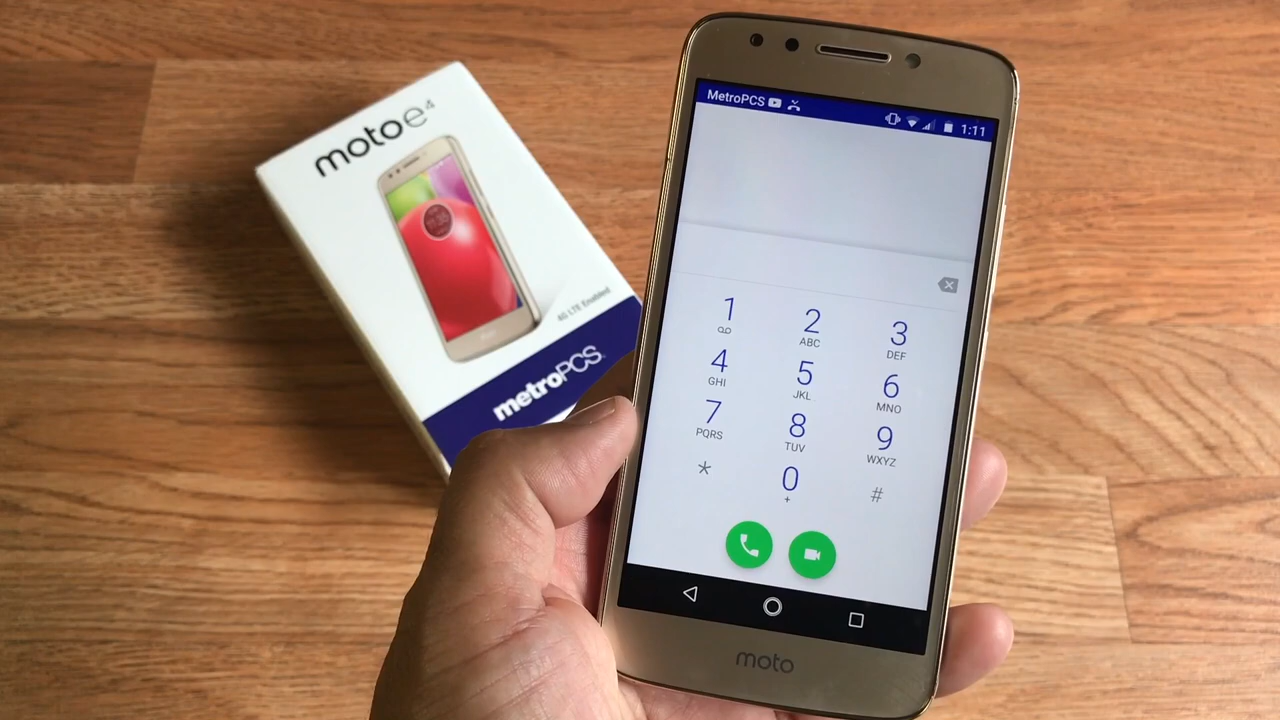 moto e4
4G LTE Enabled
metroPCS
MetroPCS
1:11
1
2
ABC
3
DEF
4
GHI
5
JKL
6
MNO
7
PQRS
8
TUV
9
WXYZ
*
0
+
#
moto